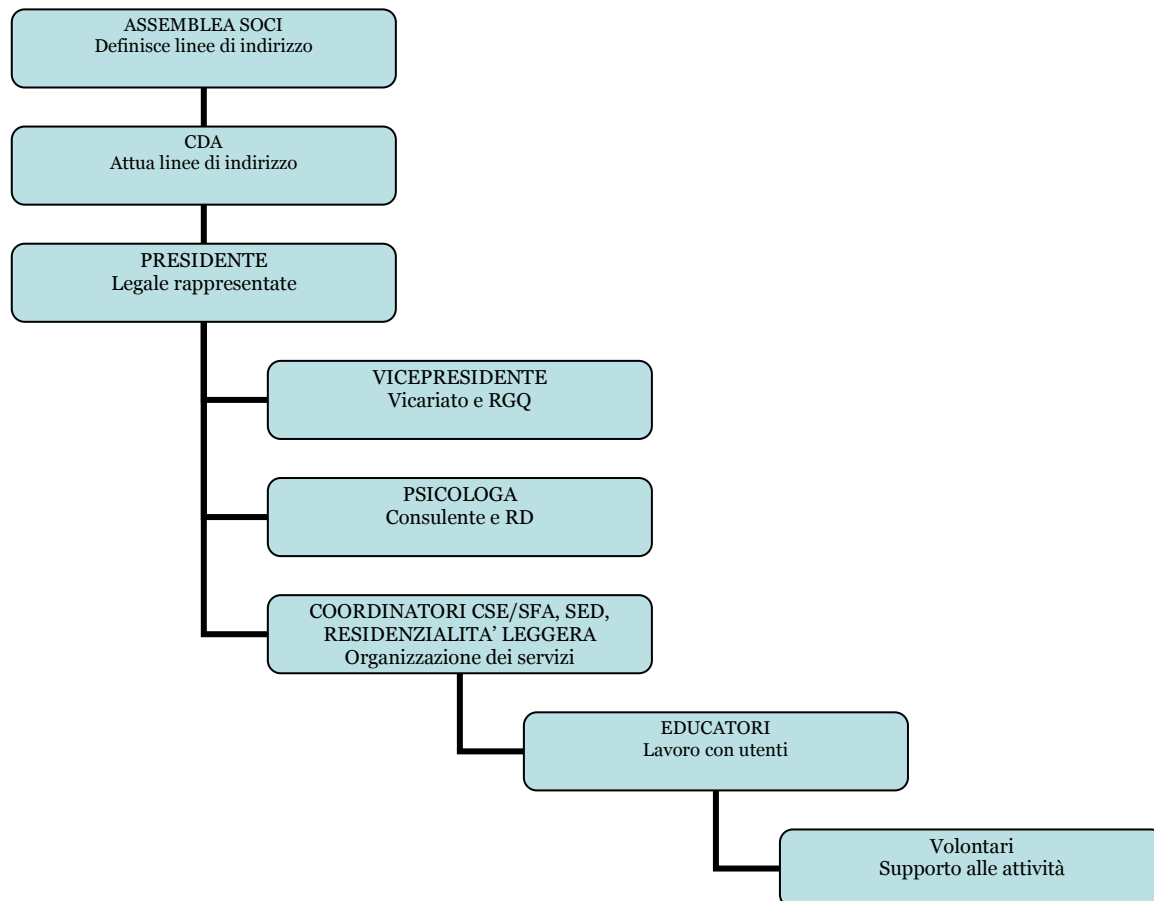 ASSEMBLEA SOCI
Definisce linee di indirizzo
CDA
Attua linee di indirizzo
PRESIDENTE
Legale rappresentate
VICEPRESIDENTE
Vicariato e RGQ
PSICOLOGA
Consulente e RD
COORDINATORI CSE/SFA, SED,
RESIDENZIALITA’ LEGGERA
Organizzazione dei servizi
EDUCATORI
Lavoro con utenti
Volontari
Supporto alle attività